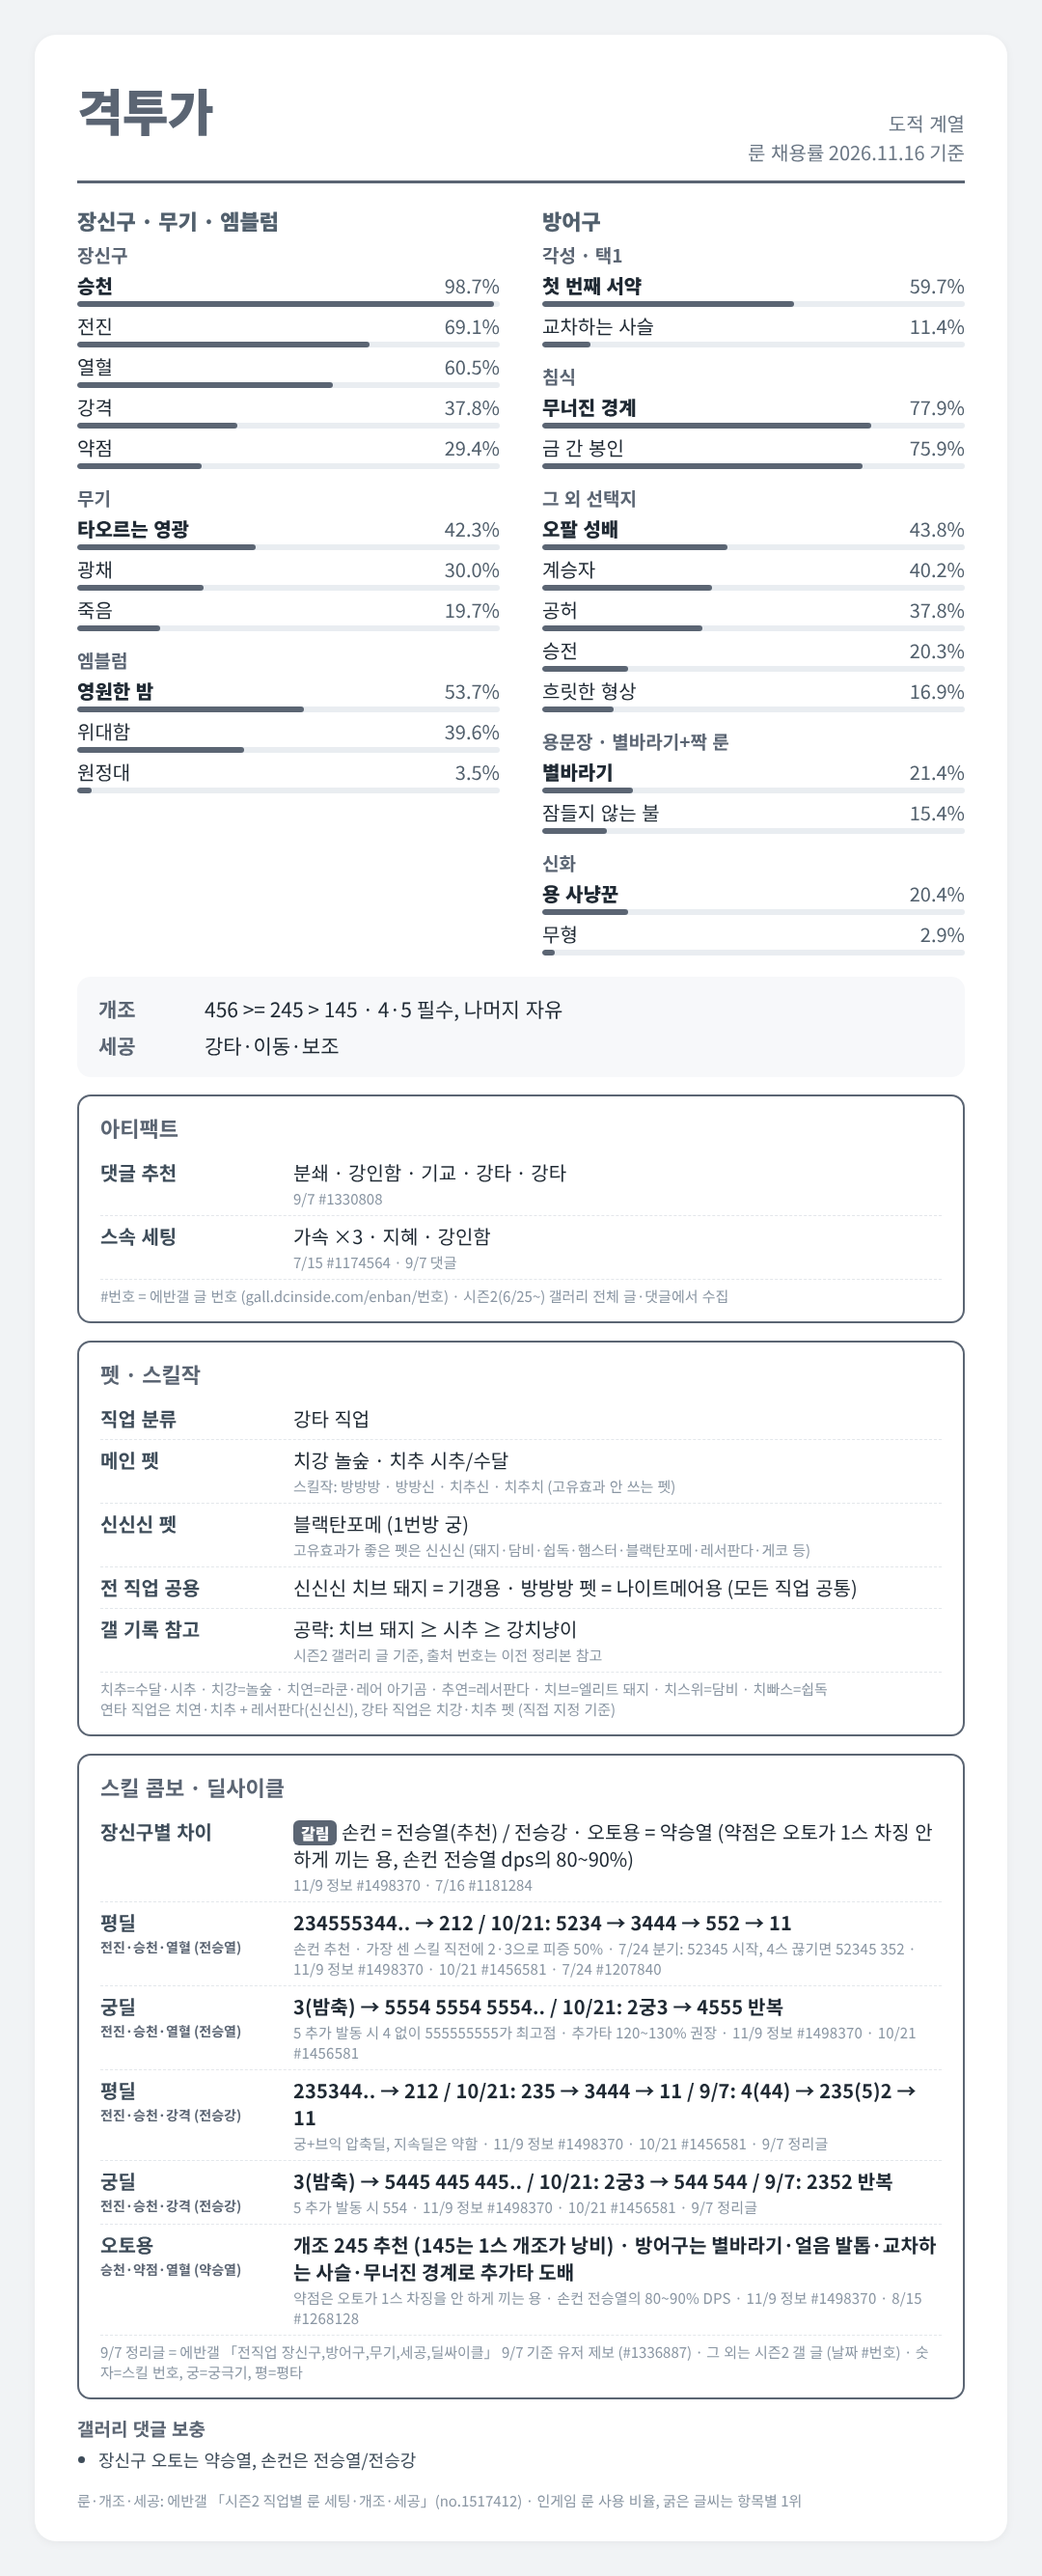 격투가
도적 계열
룬 채용률 2026.11.16 기준
장신구 · 무기 · 엠블럼
장신구
승천 98.7%
전진 69.1%
열혈 60.5%
강격 37.8%
약점 29.4%
무기
타오르는 영광 42.3%
광채 30.0%
죽음 19.7%
엠블럼
영원한 밤 53.7%
위대함 39.6%
원정대 3.5%
방어구
각성 · 택1
첫 번째 서약 59.7%
교차하는 사슬 11.4%
침식
무너진 경계 77.9%
금 간 봉인 75.9%
그 외 선택지
오팔 성배 43.8%
계승자 40.2%
공허 37.8%
승전 20.3%
흐릿한 형상 16.9%
용문장 · 별바라기+짝 룬
별바라기 21.4%
잠들지 않는 불 15.4%
신화
용 사냥꾼 20.4%
무형 2.9%
개조 456 >= 245 > 145 · 4·5 필수, 나머지 자유
세공 강타·이동·보조
아티팩트
댓글 추천 분쇄 · 강인함 · 기교 · 강타 · 강타
9/7 #1330808
스속 세팅 가속 ×3 · 지혜 · 강인함
7/15 #1174564 · 9/7 댓글
#번호 = 에반갤 글 번호 (gall.dcinside.com/enban/번호) · 시즌2(6/25~) 갤러리 전체 글·댓글에서 수집
펫 · 스킬작
직업 분류 강타 직업
메인 펫 치강 놀숲 · 치추 시추/수달
스킬작: 방방방 · 방방신 · 치추신 · 치추치 (고유효과 안 쓰는 펫)
신신신 펫 블랙탄포메 (1번방 궁)
고유효과가 좋은 펫은 신신신 (돼지·담비·쉽독·햄스터·블랙탄포메·레서판다·게코 등)
전 직업 공용 신신신 치브 돼지 = 기갱용 · 방방방 펫 = 나이트메어용 (모든 직업 공통)
갤 기록 참고 공략: 치브 돼지 ≥ 시추 ≥ 강치냥이
시즌2 갤러리 글 기준, 출처 번호는 이전 정리본 참고
치추=수달·시추 · 치강=놀숲 · 치연=라쿤·레어 아기곰 · 추연=레서판다 · 치브=엘리트 돼지 · 치스위=담비 · 치빠스=쉽독
연타 직업은 치연·치추 + 레서판다(신신신), 강타 직업은 치강·치추 펫 (직접 지정 기준)
스킬 콤보 · 딜사이클
장신구별 차이 갈림 손컨 = 전승열(추천) / 전승강 · 오토용 = 약승열 (약점은 오토가 1스 차징 안
하게 끼는 용, 손컨 전승열 dps의 80~90%)
11/9 정보 #1498370 · 7/16 #1181284
평딜 234555344.. → 212 / 10/21: 5234 → 3444 → 552 → 11
전진·승천·열혈 (전승열) 손컨 추천 · 가장 센 스킬 직전에 2·3으로 피증 50% · 7/24 분기: 52345 시작, 4스 끊기면 52345 352 ·
11/9 정보 #1498370 · 10/21 #1456581 · 7/24 #1207840
궁딜 3(밤축) → 5554 5554 5554.. / 10/21: 2궁3 → 4555 반복
전진·승천·열혈 (전승열) 5 추가 발동 시 4 없이 555555555가 최고점 · 추가타 120~130% 권장 · 11/9 정보 #1498370 · 10/21
#1456581
평딜 235344.. → 212 / 10/21: 235 → 3444 → 11 / 9/7: 4(44) → 235(5)2 →
11
전진·승천·강격 (전승강) 궁+브익 압축딜, 지속딜은 약함 · 11/9 정보 #1498370 · 10/21 #1456581 · 9/7 정리글
궁딜 3(밤축) → 5445 445 445.. / 10/21: 2궁3 → 544 544 / 9/7: 2352 반복
전진·승천·강격 (전승강) 5 추가 발동 시 554 · 11/9 정보 #1498370 · 10/21 #1456581 · 9/7 정리글
오토용 개조 245 추천 (145는 1스 개조가 낭비) · 방어구는 별바라기·얼음 발톱·교차하
승천·약점·열혈 (약승열) 는 사슬·무너진 경계로 추가타 도배
약점은 오토가 1스 차징을 안 하게 끼는 용 · 손컨 전승열의 80~90% DPS · 11/9 정보 #1498370 · 8/15
#1268128
9/7 정리글 = 에반갤 「전직업 장신구,방어구,무기,세공,딜싸이클」 9/7 기준 유저 제보 (#1336887) · 그 외는 시즌2 갤 글 (날짜 #번호) · 숫
자=스킬 번호, 궁=궁극기, 평=평타
갤러리 댓글 보충
• 장신구 오토는 약승열, 손컨은 전승열/전승강
룬·개조·세공: 에반갤 「시즌2 직업별 룬 세팅·개조·세공」(no.1517412) · 인게임 룬 사용 비율, 굵은 글씨는 항목별 1위